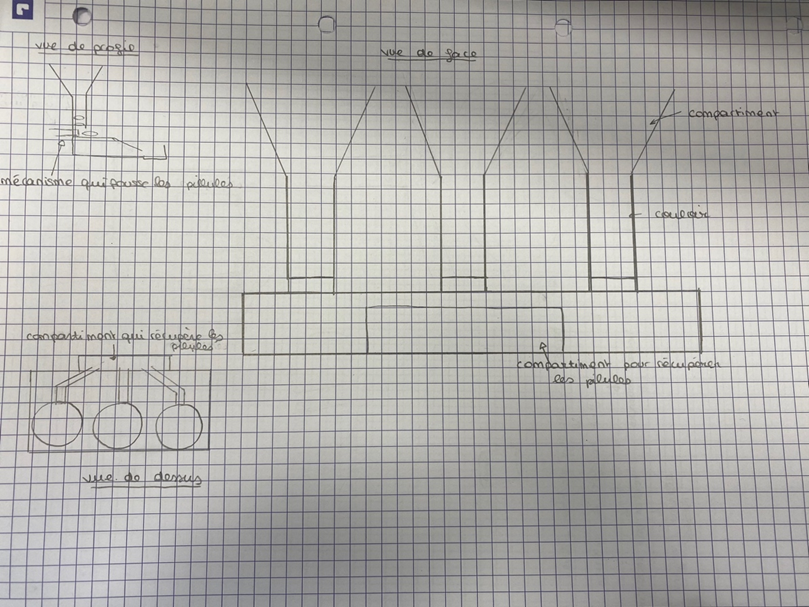 vue de profil
vue de face
compartiment
mécanisme qui pousse les pilules
couloir
compartiment qui récupère les
pilules
compartiment pour récupérer
les pilules
vue de dessus